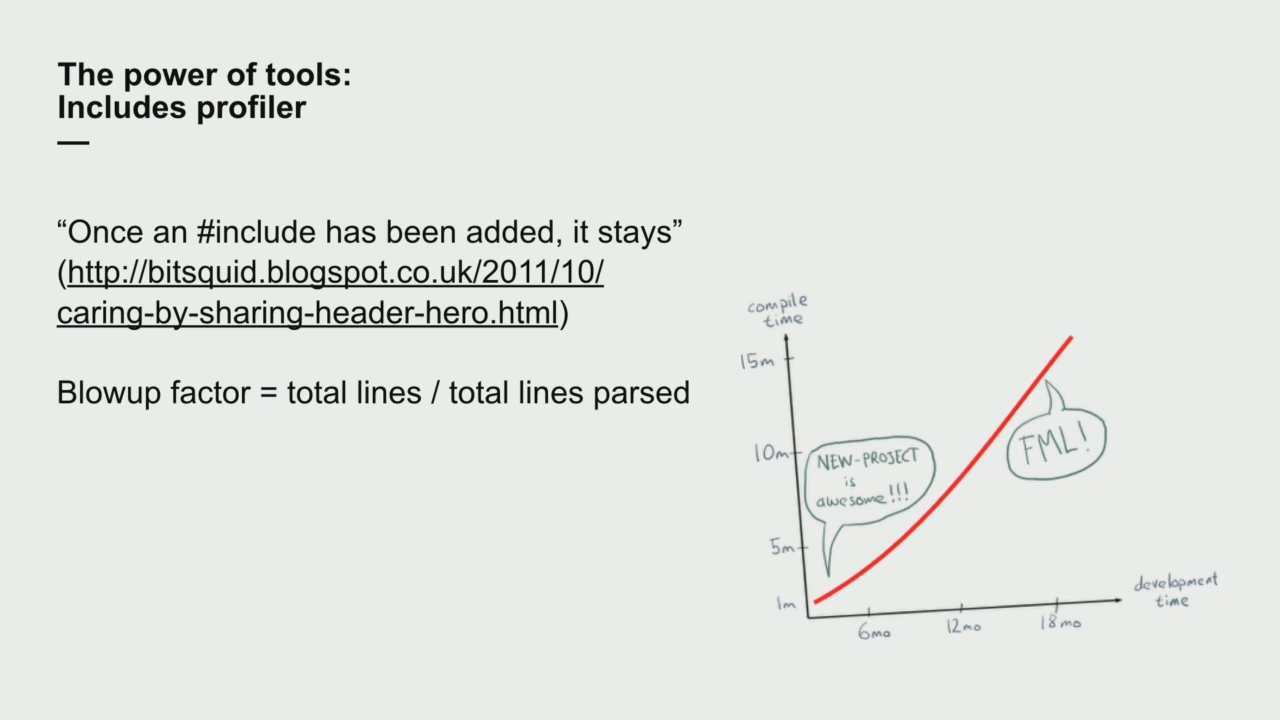 The power of tools:
Includes profiler
“Once an #include has been added, it stays”
(http://bitsquid.blogspot.co.uk/2011/10/
caring-by-sharing-header-hero.html)
Blowup factor = total lines / total lines parsed
compile
time
15m
10m
5m
1m
NEW-PROJECT
is
awesome!!!
FML!
6mo
12mo
18mo
development
time